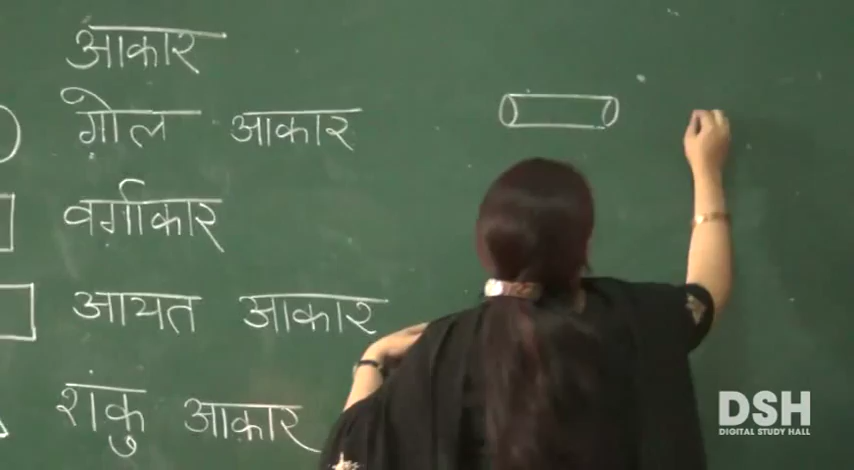 आकार
गोल आकार
वर्गाकार
आयत आकार
शंकु आकार
DSH
DIGITAL STUDY HALL